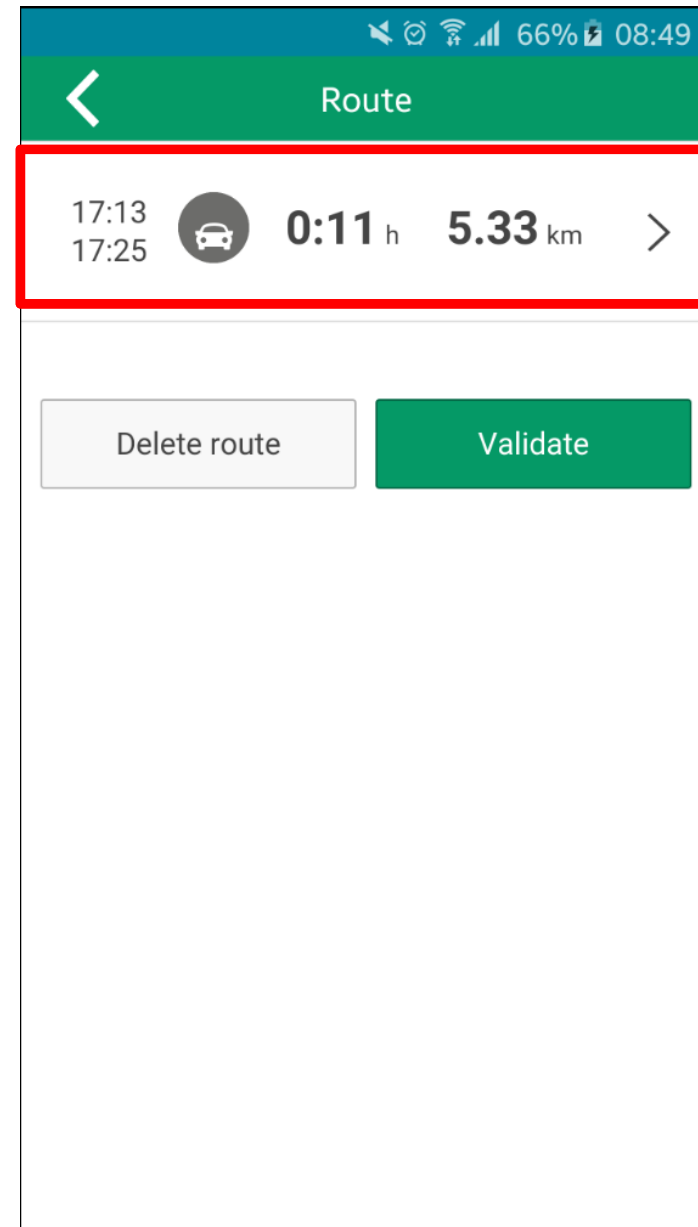 66% 08:49
Route
17:13
17:25
0:11 h 5.33 km
Delete route Validate